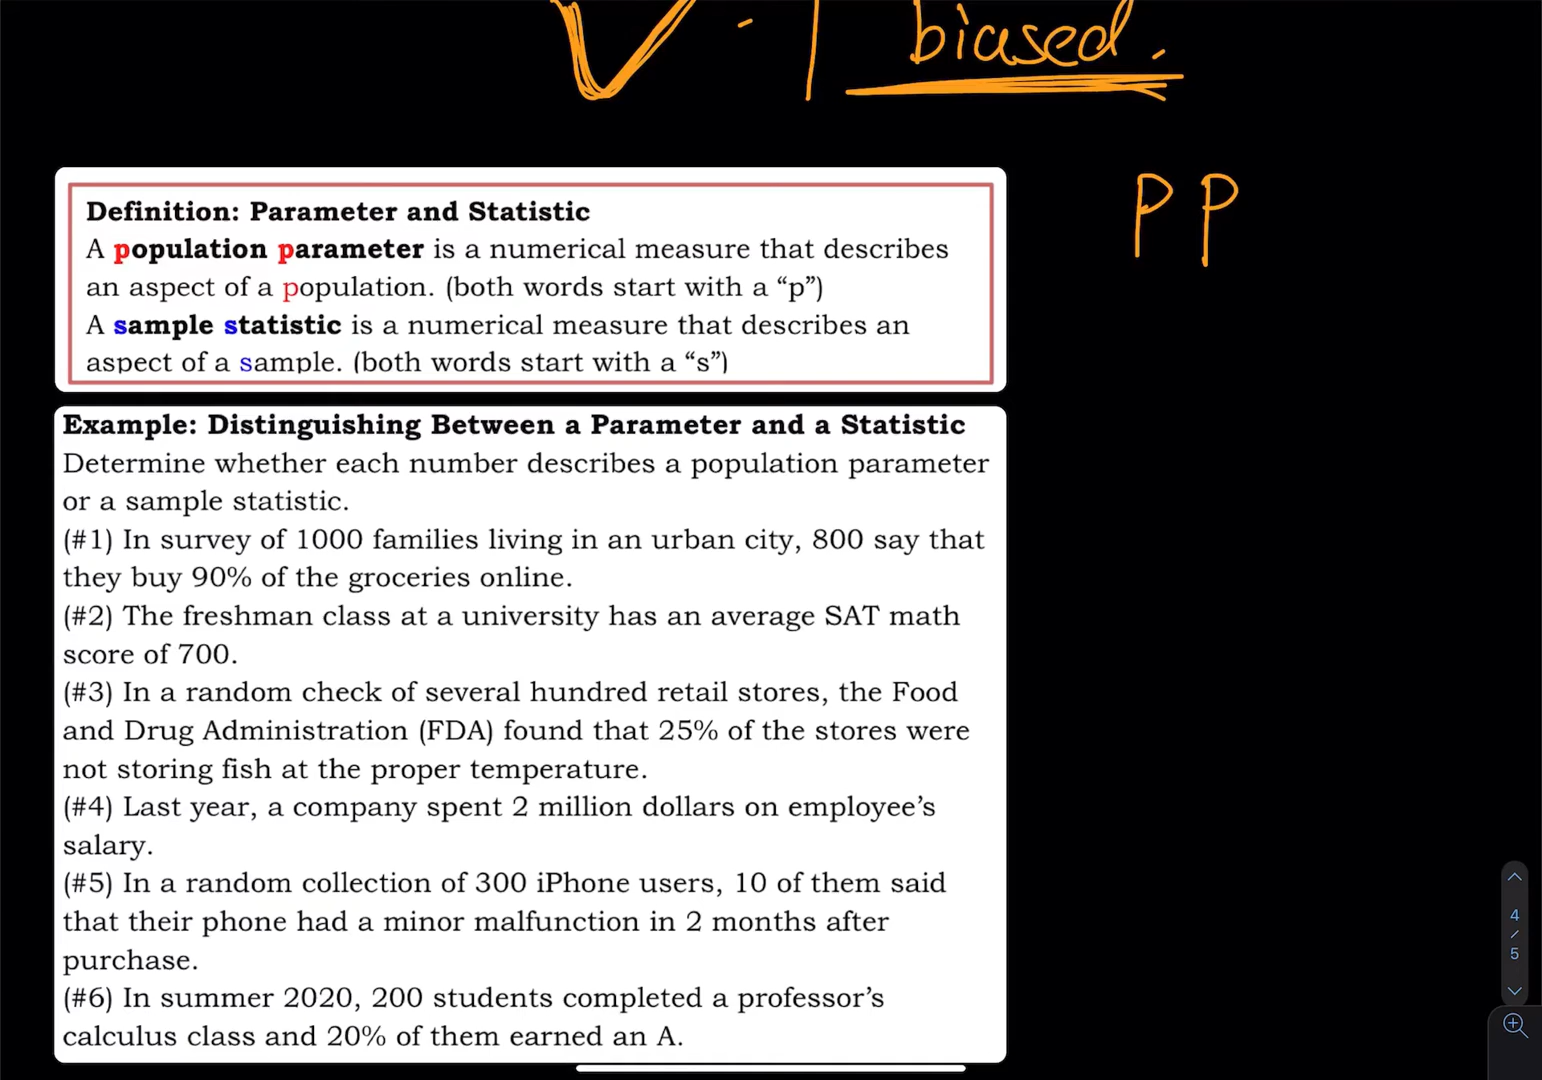 biased.
P P
Definition: Parameter and Statistic
A population parameter is a numerical measure that describes
an aspect of a population. (both words start with a “p”)
A sample statistic is a numerical measure that describes an
aspect of a sample. (both words start with a “s”)
Example: Distinguishing Between a Parameter and a Statistic
Determine whether each number describes a population parameter
or a sample statistic.
(#1) In survey of 1000 families living in an urban city, 800 say that
they buy 90% of the groceries online.
(#2) The freshman class at a university has an average SAT math
score of 700.
(#3) In a random check of several hundred retail stores, the Food
and Drug Administration (FDA) found that 25% of the stores were
not storing fish at the proper temperature.
(#4) Last year, a company spent 2 million dollars on employee’s
salary.
(#5) In a random collection of 300 iPhone users, 10 of them said
that their phone had a minor malfunction in 2 months after
purchase.
(#6) In summer 2020, 200 students completed a professor’s
calculus class and 20% of them earned an A.
4
/
5